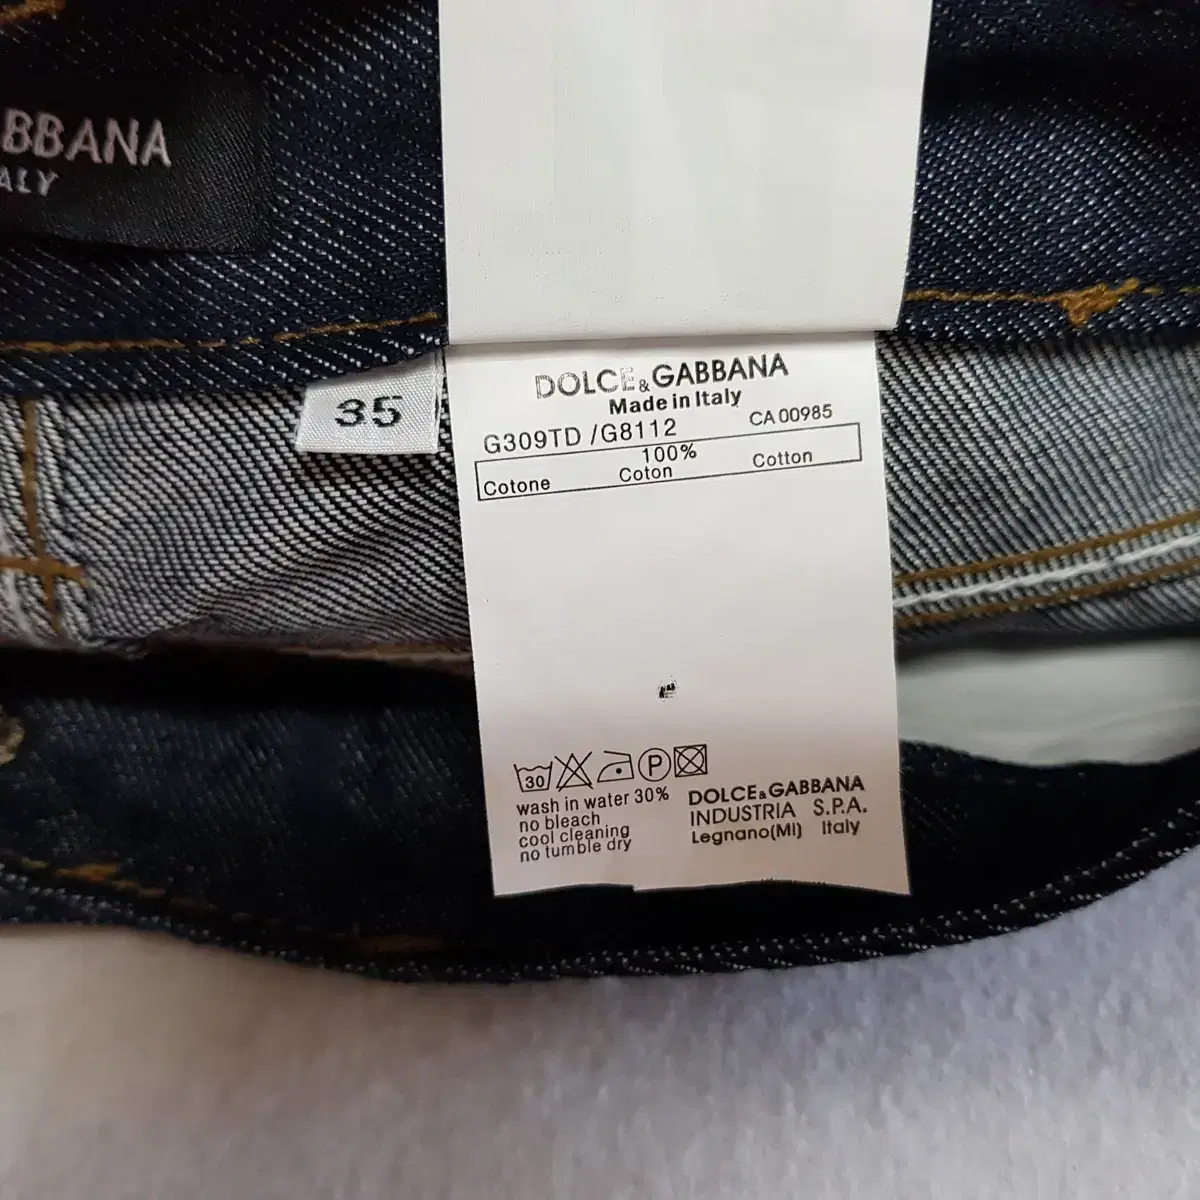 BBANA
ALY
35
DOLCE&GABBANA
Made in Italy
G309TD /G8112 CA 00985
100%
Cotone Coton Cotton
30 P
wash in water 30%
no bleach
cool cleaning
no tumble dry
DOLCE&GABBANA
INDUSTRIA S.P.A.
Legnano(MI) Italy